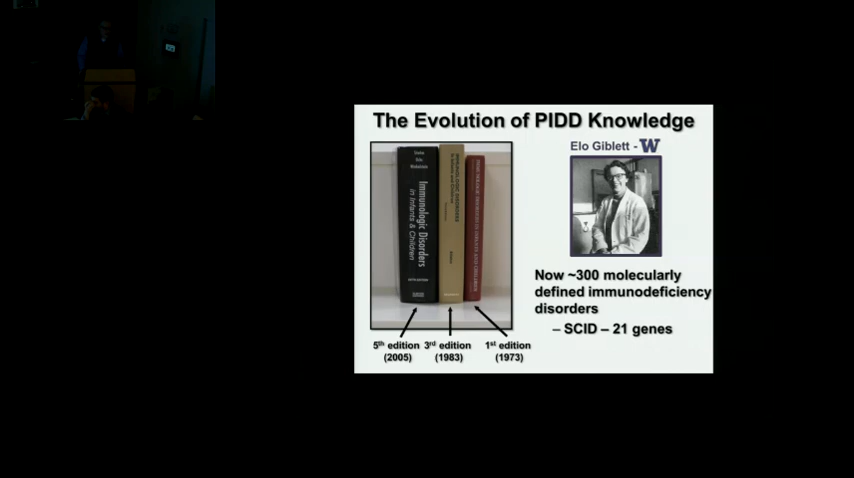 The Evolution of PIDD Knowledge
Elo Giblett - W
Immunologic Disorders
in Infants & Children
Now ~300 molecularly
defined immunodeficiency
disorders
– SCID – 21 genes
5th edition
(2005)
3rd edition
(1983)
1st edition
(1973)